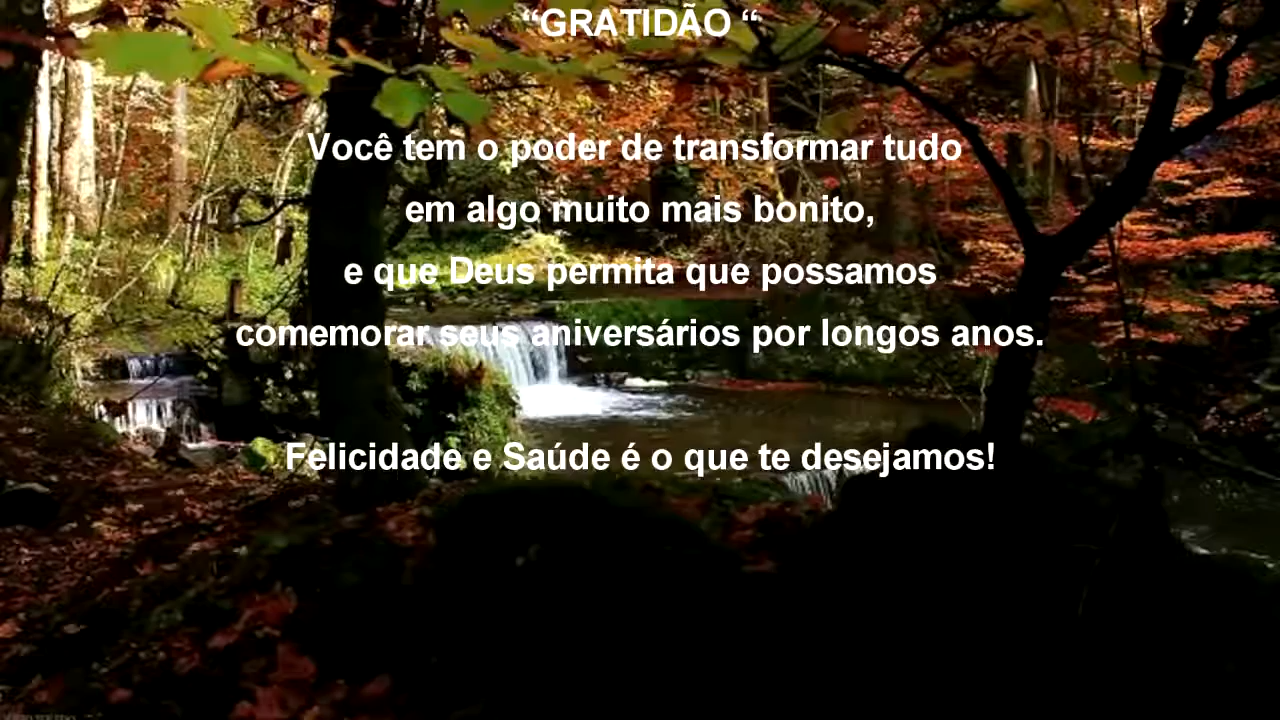 “GRATIDÃO “
Você tem o poder de transformar tudo
em algo muito mais bonito,
e que Deus permita que possamos
comemorar seus aniversários por longos anos.
Felicidade e Saúde é o que te desejamos!